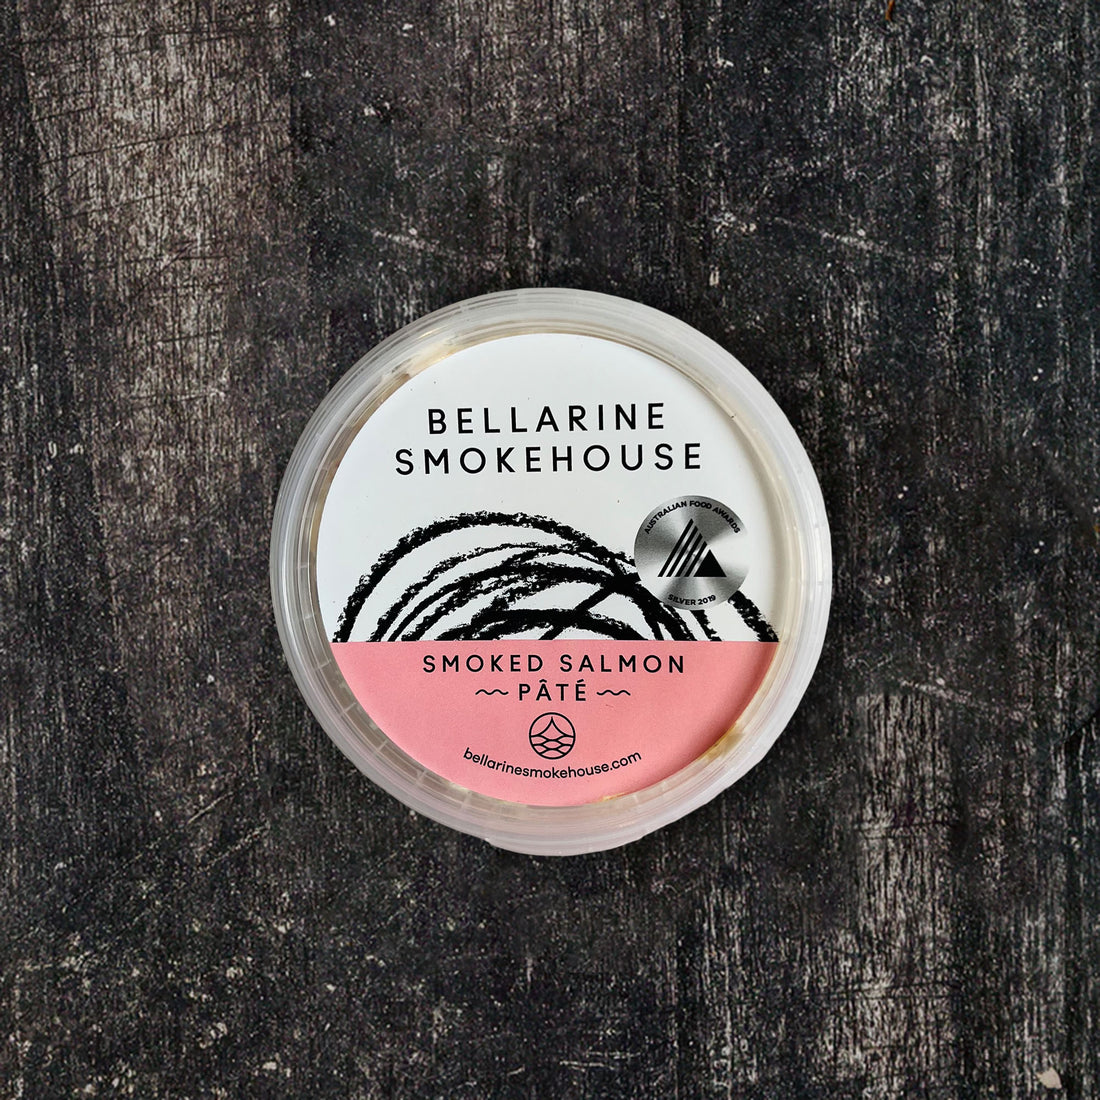 BELLARINE
SMOKEHOUSE
AUSTRALIAN FOOD AWARDS
SILVER 2019
SMOKED SALMON
PÂTÉ
bellarinesmokehouse.com